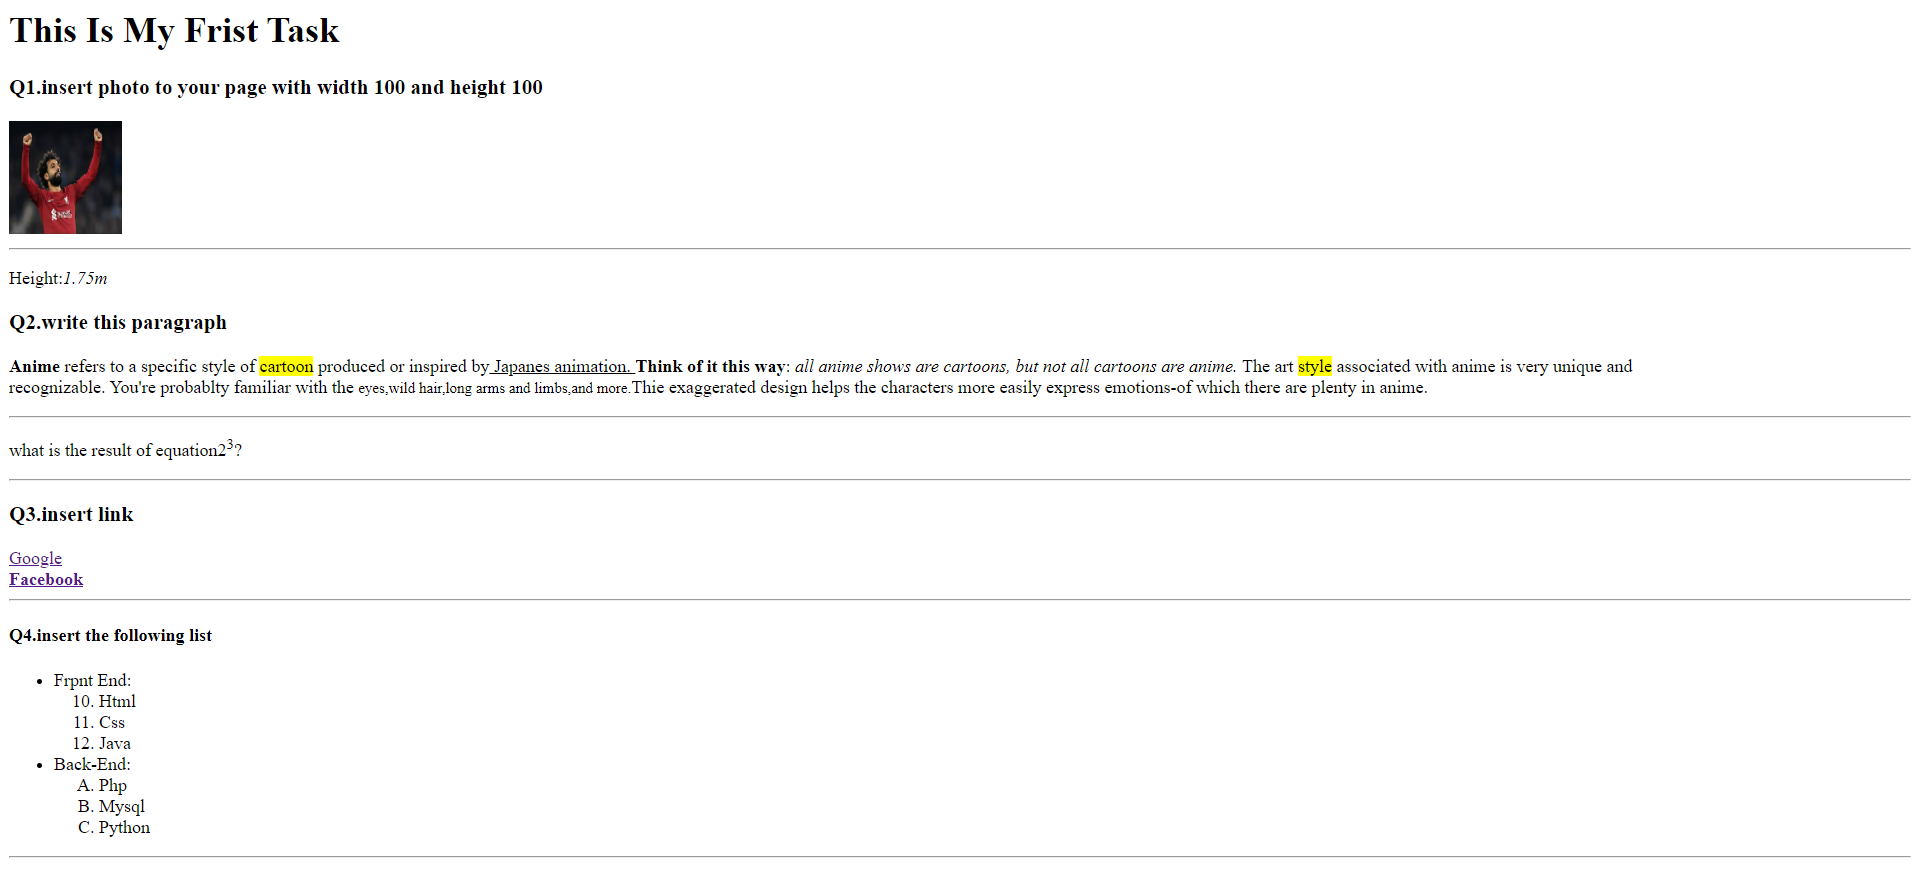 This Is My Frist Task
Q1.insert photo to your page with width 100 and height 100
Height:1.75m
Q2.write this paragraph
Anime refers to a specific style of cartoon produced or inspired by Japanes animation. Think of it this way: all anime shows are cartoons, but not all cartoons are anime. The art style associated with anime is very unique and
recognizable. You're probablty familiar with the eyes,wild hair,long arms and limbs,and more.Thie exaggerated design helps the characters more easily express emotions-of which there are plenty in anime.
what is the result of equation2³?
Q3.insert link
Google
Facebook
Q4.insert the following list
• Frpnt End:
10. Html
11. Css
12. Java
• Back-End:
A. Php
B. Mysql
C. Python